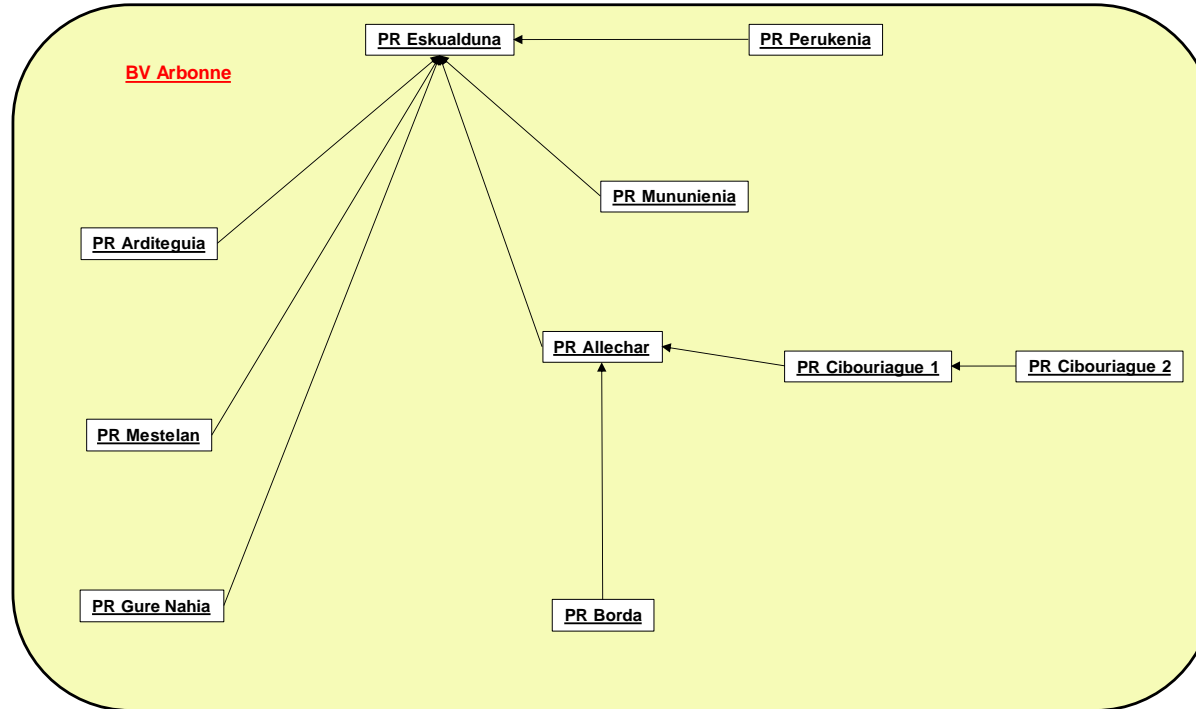 PR Eskualduna
PR Perukenia
BV Arbonne
PR Mununienia
PR Arditeguia
PR Allechar
PR Cibouriague 1
PR Cibouriague 2
PR Mestelan
PR Gure Nahia
PR Borda